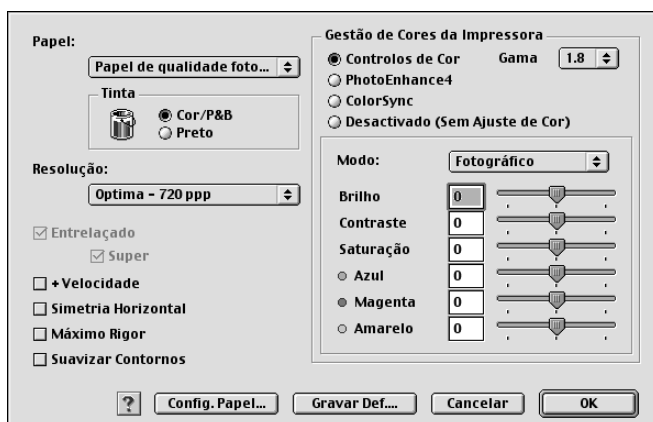 Papel:
Papel de qualidade foto...
Tinta
Cor/P&B
Preto
Resolução:
Optima - 720 ppp
Entrelaçado
Super
+Velocidade
Simetria Horizontal
Máximo Rigor
Suavizar Contornos
Gestão de Cores da Impressora
Controlos de Cor Gama 1.8
PhotoEnhance4
ColorSync
Desactivado (Sem Ajuste de Cor)
Modo: Fotográfico
Brilho 0
Contraste 0
Saturação 0
Azul 0
Magenta 0
Amarelo 0
? Config. Papel... Gravar Def.... Cancelar OK